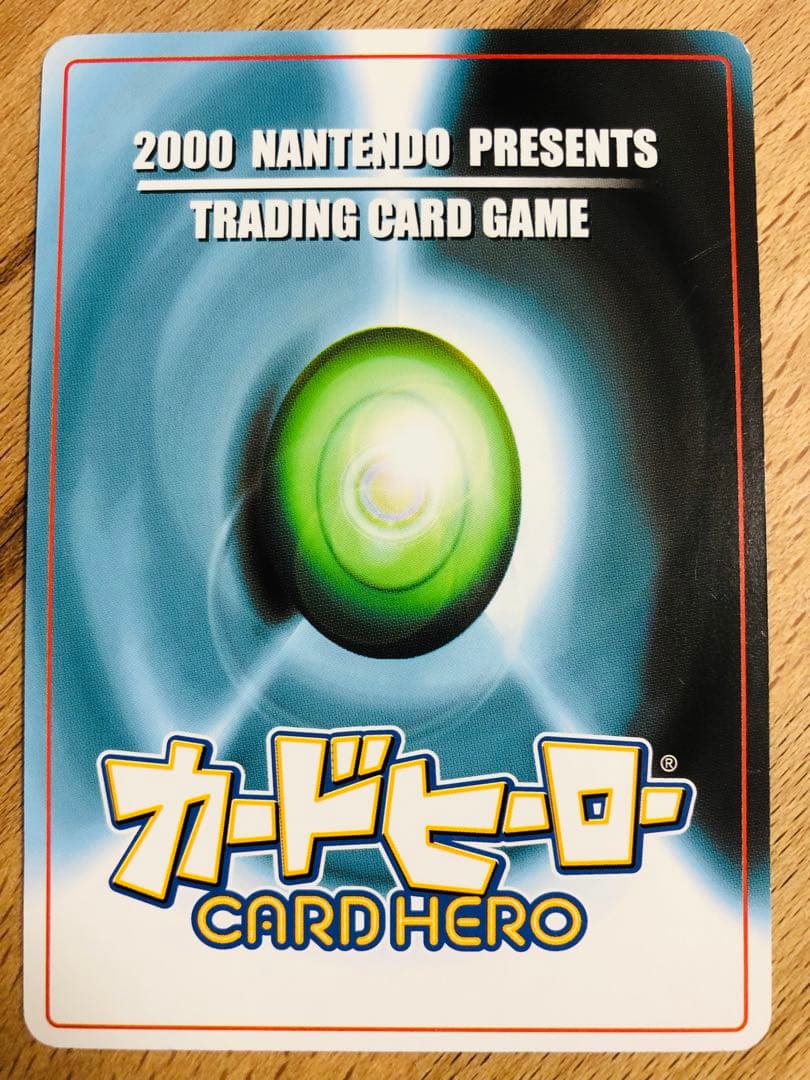 2000 NANTENDO PRESENTS
TRADING CARD GAME
カードヒーロー®
CARD HERO